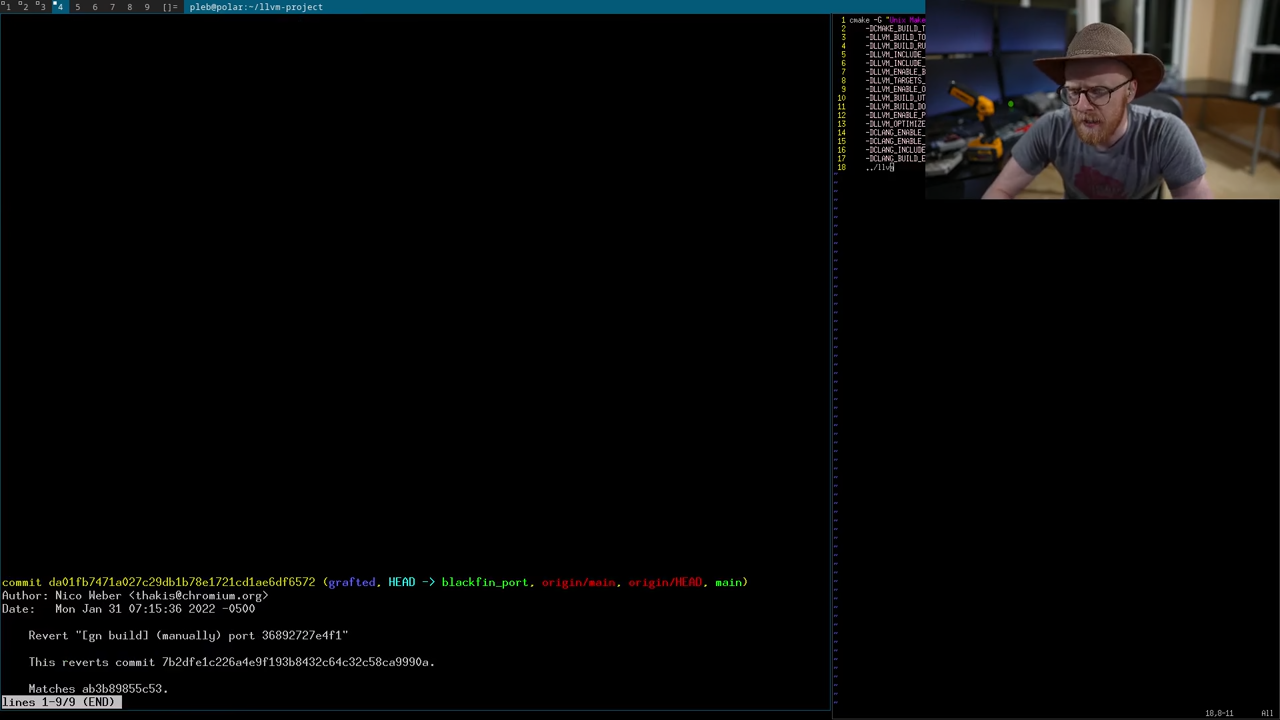 1 2 3 4 5 6 7 8 9 []= pleb@polar:~/llvm-project
commit da01fb7471a027c29db1b78e1721cd1ae6df6572 (grafted, HEAD -> blackfin_port, origin/main, origin/HEAD, main)
Author: Nico Weber <thakis@chromium.org>
Date: Mon Jan 31 07:15:36 2022 -0500
Revert "[gn build] (manually) port 36892727e4f1"
This reverts commit 7b2dfe1c226a4e9f193b8432c64c32c58ca9990a.
Matches ab3b89855c53.
lines 1-9/9 (END)
1 cmake -G "Unix Makm
2 -DCMAKE_BUILD_T
3 -DLLVM_BUILD_TO
4 -DLLVM_BUILD_RU
5 -DLLVM_INCLUDE_
6 -DLLVM_INCLUDE_
7 -DLLVM_ENABLE_B
8 -DLLVM_TARGETS_
9 -DLLVM_ENABLE_O
10 -DLLVM_BUILD_UT
11 -DLLVM_BUILD_DO
12 -DLLVM_ENABLE_P
13 -DLLVM_OPTIMIZE
14 -DCLANG_ENABLE_
15 -DCLANG_ENABLE_
16 -DCLANG_INCLUDE
17 -DCLANG_BUILD_E
18 ../llvm
18,8-11 All